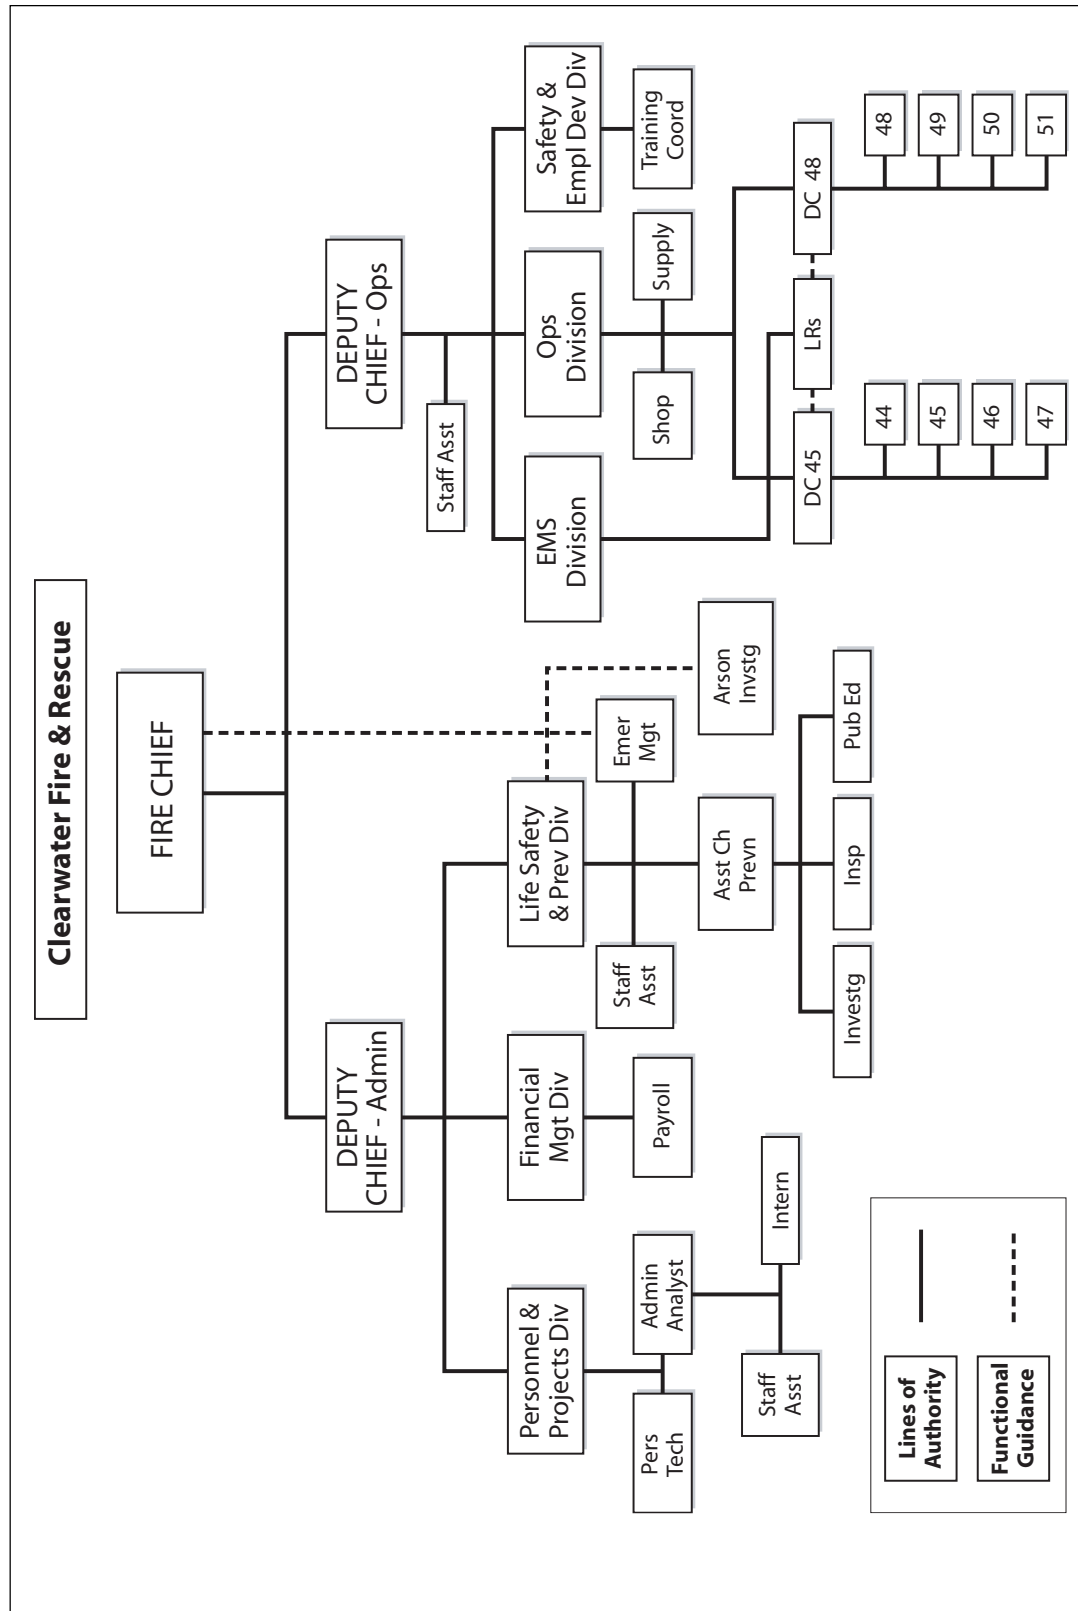 Clearwater Fire & Rescue
FIRE CHIEF
DEPUTY
CHIEF - Admin
DEPUTY
CHIEF - Ops
Staff Asst
Personnel &
Projects Div
Financial
Mgt Div
Life Safety
& Prev Div
EMS
Division
Ops
Division
Safety &
Empl Dev Div
Pers
Tech
Admin
Analyst
Payroll
Staff
Asst
Emer
Mgt
Shop
Supply
Training
Coord
Staff
Asst
Intern
Asst Ch
Prevn
Arson
Invstg
Investg
Insp
Pub Ed
DC 45
LRs
DC 48
44
45
46
47
48
49
50
51
Lines of
Authority
Functional
Guidance